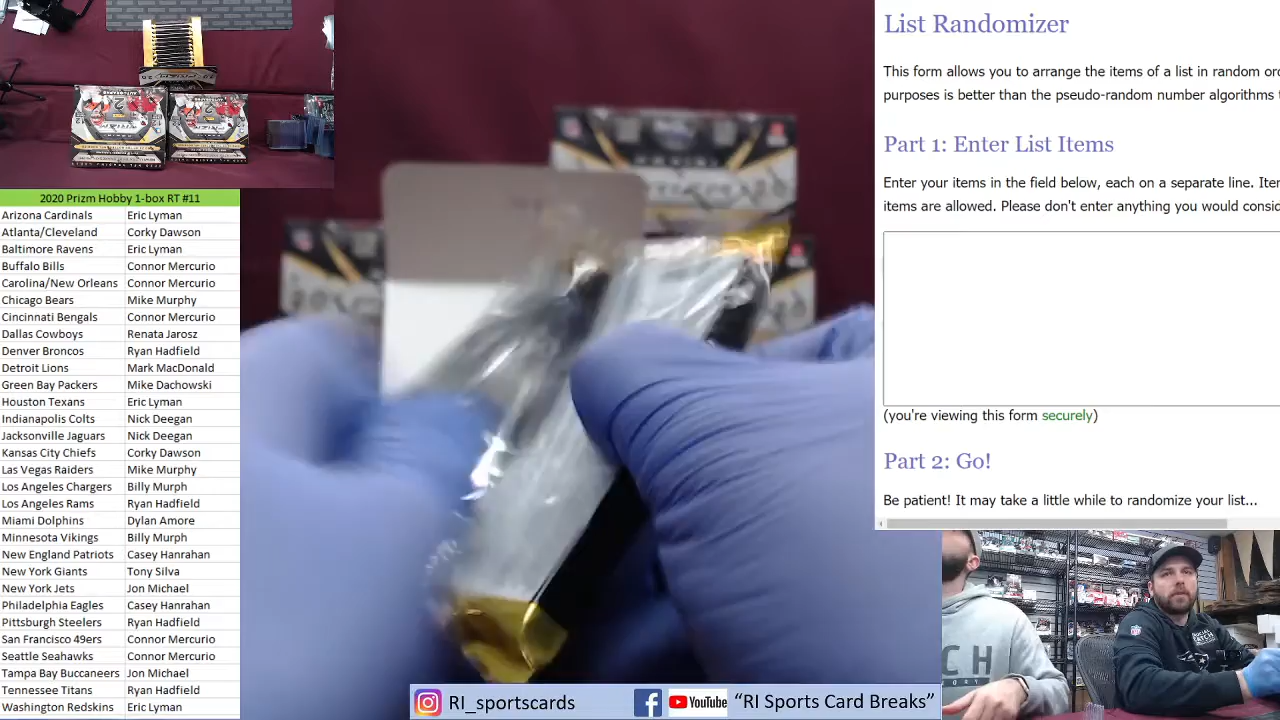 2020 Prizm Hobby 1-box RT #11
Arizona Cardinals Eric Lyman
Atlanta/Cleveland Corky Dawson
Baltimore Ravens Eric Lyman
Buffalo Bills Connor Mercurio
Carolina/New Orleans Connor Mercurio
Chicago Bears Mike Murphy
Cincinnati Bengals Connor Mercurio
Dallas Cowboys Renata Jarosz
Denver Broncos Ryan Hadfield
Detroit Lions Mark MacDonald
Green Bay Packers Mike Dachowski
Houston Texans Eric Lyman
Indianapolis Colts Nick Deegan
Jacksonville Jaguars Nick Deegan
Kansas City Chiefs Corky Dawson
Las Vegas Raiders Mike Murphy
Los Angeles Chargers Billy Murph
Los Angeles Rams Ryan Hadfield
Miami Dolphins Dylan Amore
Minnesota Vikings Billy Murph
New England Patriots Casey Hanrahan
New York Giants Tony Silva
New York Jets Jon Michael
Philadelphia Eagles Casey Hanrahan
Pittsburgh Steelers Ryan Hadfield
San Francisco 49ers Connor Mercurio
Seattle Seahawks Connor Mercurio
Tampa Bay Buccaneers Jon Michael
Tennessee Titans Ryan Hadfield
Washington Redskins Eric Lyman
List Randomizer
This form allows you to arrange the items of a list in random
purposes is better than the pseudo-random number algorithms
Part 1: Enter List Items
Enter your items in the field below, each on a separate line.
items are allowed. Please don't enter anything you would
(you're viewing this form securely)
Part 2: Go!
Be patient! It may take a little while to randomize your list...
RI_sportscards
YouTube
"RI Sports Card Breaks"